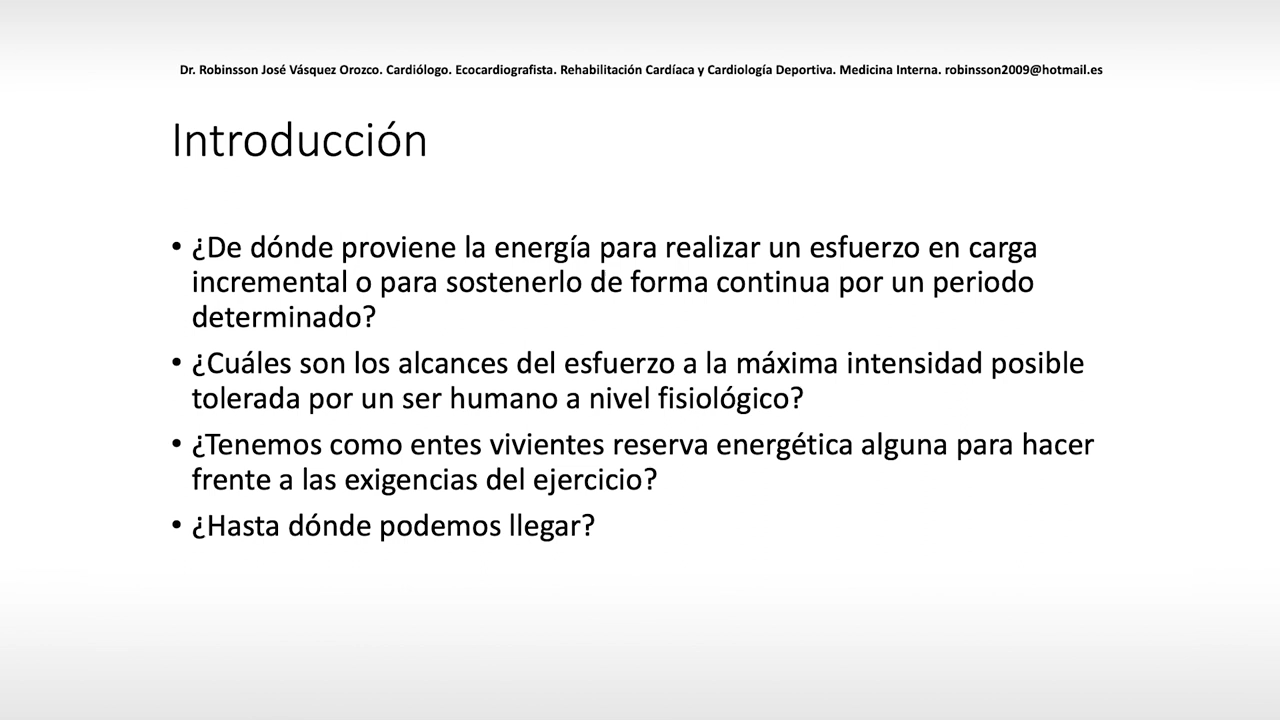 Dr. Robinsson José Vásquez Orozco. Cardiólogo. Ecocardiografista. Rehabilitación Cardíaca y Cardiología Deportiva. Medicina Interna. robinsson2009@hotmail.es
Introducción
• ¿De dónde proviene la energía para realizar un esfuerzo en carga
incremental o para sostenerlo de forma continua por un periodo
determinado?
• ¿Cuáles son los alcances del esfuerzo a la máxima intensidad posible
tolerada por un ser humano a nivel fisiológico?
• ¿Tenemos como entes vivientes reserva energética alguna para hacer
frente a las exigencias del ejercicio?
• ¿Hasta dónde podemos llegar?